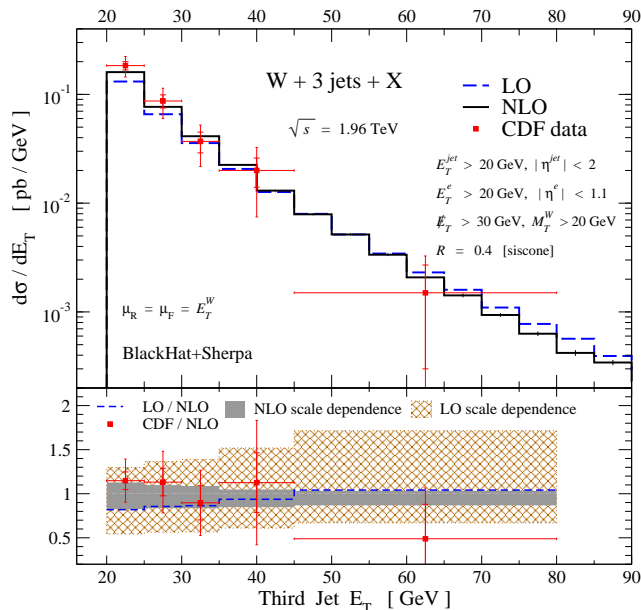 20 30 40 50 60 70 80 90
10⁻¹
10⁻²
10⁻³
dσ / dE_T [ pb / GeV ]
W + 3 jets + X
√s = 1.96 TeV
LO
NLO
CDF data
E_T^jet > 20 GeV, | η^jet | < 2
E_T^e > 20 GeV, | η^e | < 1.1
E̸_T > 30 GeV, M_T^W > 20 GeV
R = 0.4 [siscone]
μ_R = μ_F = E_T^W
BlackHat+Sherpa
LO / NLO
CDF / NLO
NLO scale dependence
LO scale dependence
2
1.5
1
0.5
20 30 40 50 60 70 80 90
Third Jet E_T [ GeV ]